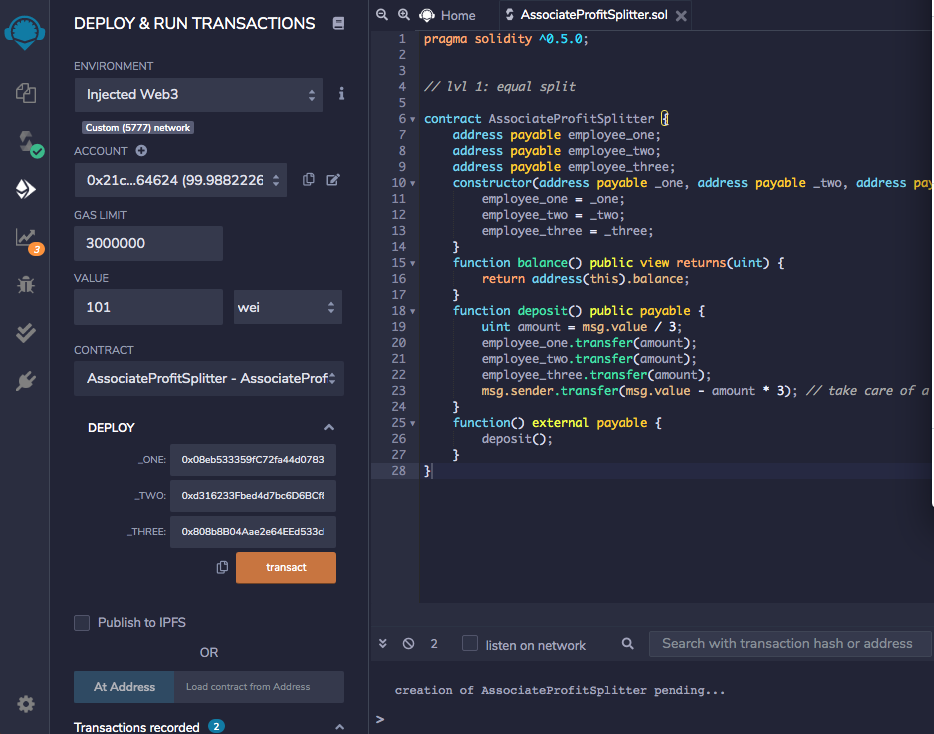 DEPLOY & RUN TRANSACTIONS
ENVIRONMENT
Injected Web3
Custom (5777) network
ACCOUNT
0x21c...64624 (99.9882226
GAS LIMIT
3000000
VALUE
101
wei
CONTRACT
AssociateProfitSplitter - AssociateProf
DEPLOY
_ONE:
0x08eb533359fC72fa44d0783
_TWO:
0xd316233Fbed4d7bc6D6BCf
_THREE:
0x808b8B04Aae2e64EEd533c
transact
Publish to IPFS
OR
At Address
Load contract from Address
Transactions recorded
2
3
Home
AssociateProfitSplitter.sol
1 pragma solidity ^0.5.0;
2
3
4 // lvl 1: equal split
5
6 contract AssociateProfitSplitter {
7 address payable employee_one;
8 address payable employee_two;
9 address payable employee_three;
10 constructor(address payable _one, address payable _two, address pay
11 employee_one = _one;
12 employee_two = _two;
13 employee_three = _three;
14 }
15 function balance() public view returns(uint) {
16 return address(this).balance;
17 }
18 function deposit() public payable {
19 uint amount = msg.value / 3;
20 employee_one.transfer(amount);
21 employee_two.transfer(amount);
22 employee_three.transfer(amount);
23 msg.sender.transfer(msg.value - amount * 3); // take care of a
24 }
25 function() external payable {
26 deposit();
27 }
28 }
2
listen on network
Search with transaction hash or address
creation of AssociateProfitSplitter pending...
>